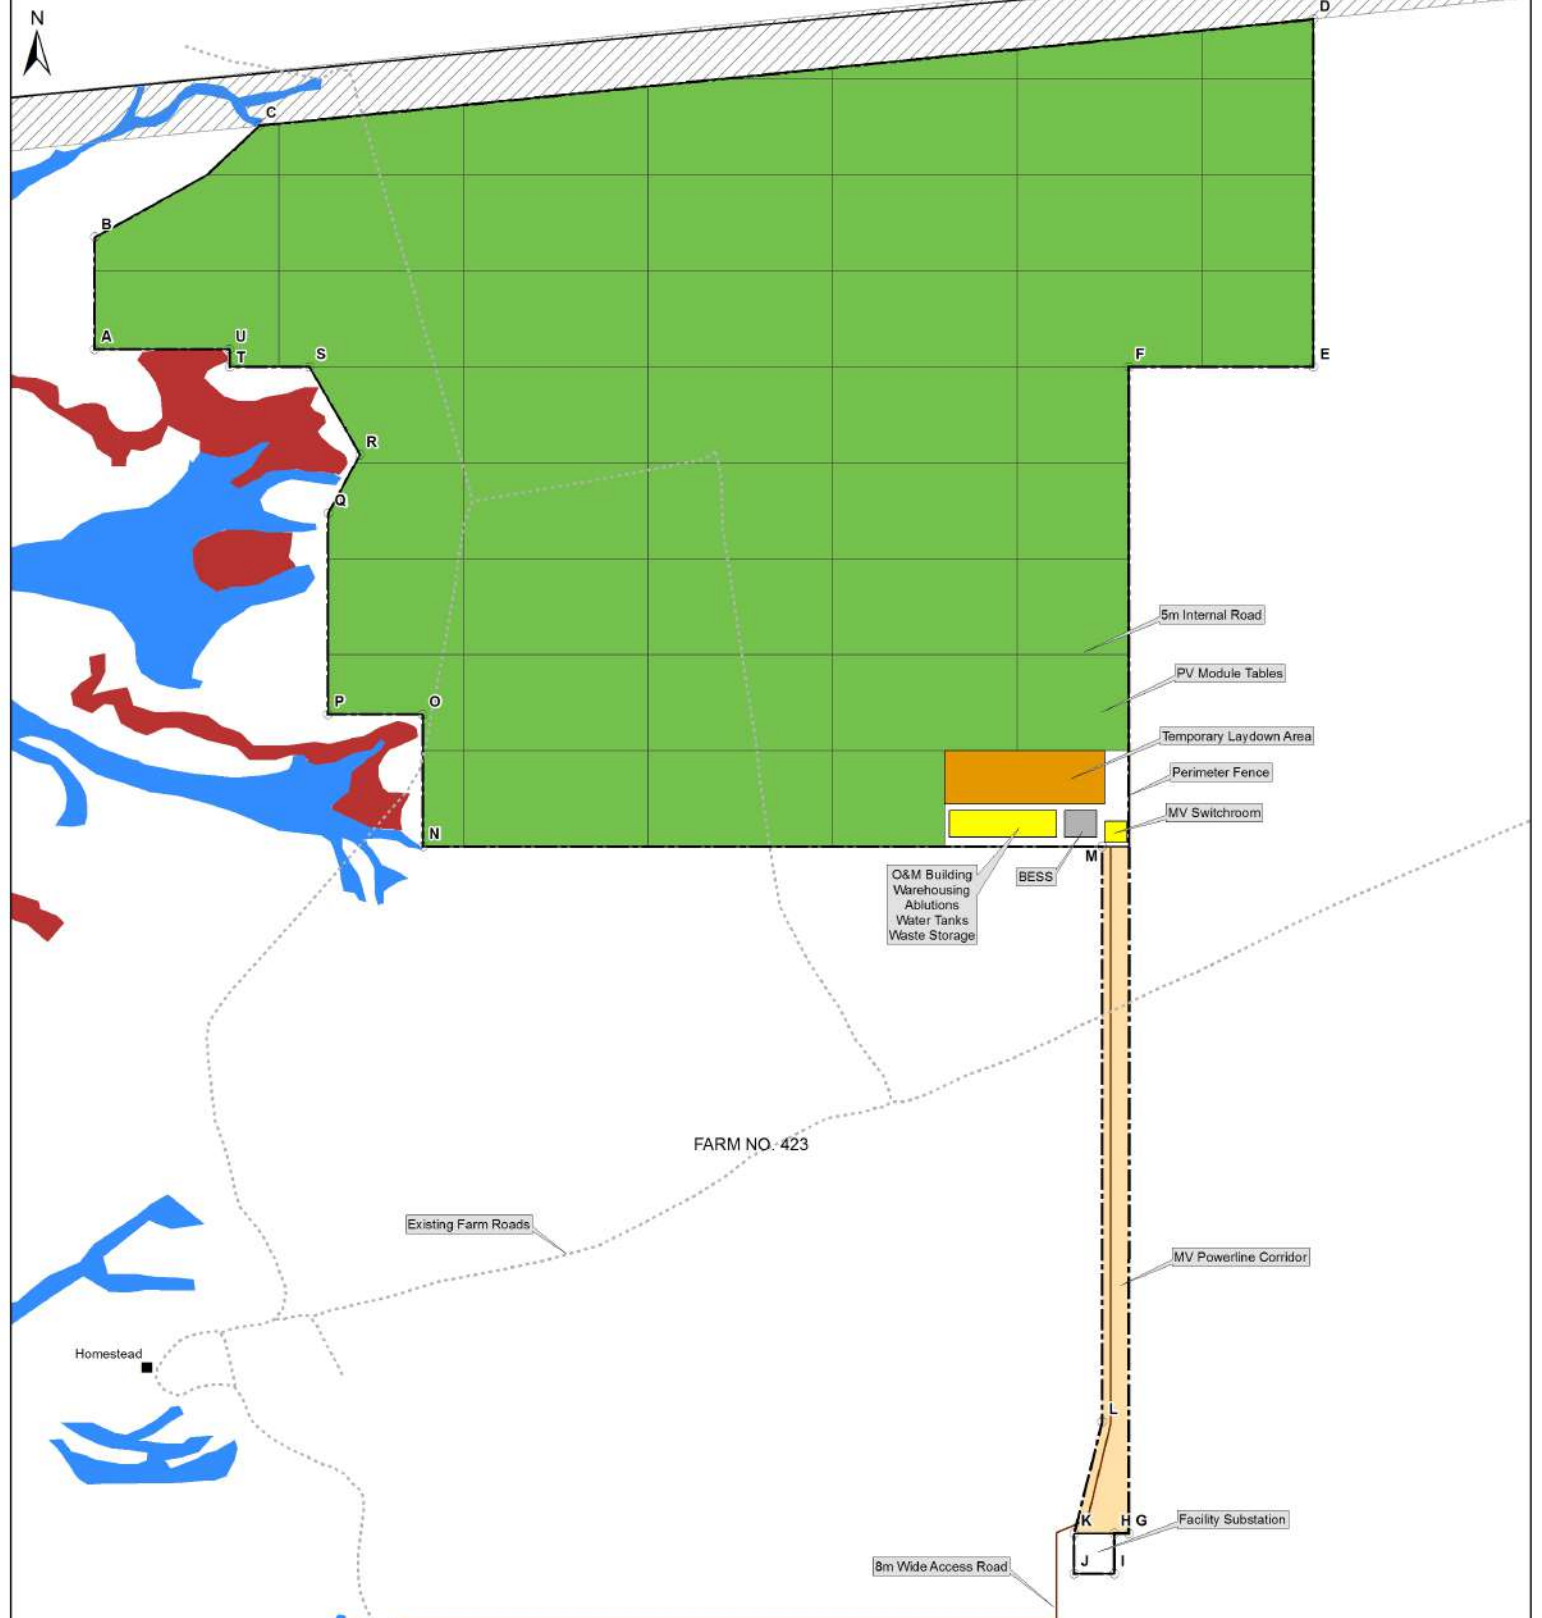 N
D
C
B
A
U
T
S
F
E
R
Q
5m Internal Road
PV Module Tables
P
O
Temporary Laydown Area
Perimeter Fence
MV Switchroom
N
M
O&M Building
Warehousing
Ablutions
Water Tanks
Waste Storage
BESS
FARM NO. 423
Existing Farm Roads
MV Powerline Corridor
Homestead
L
K
H
G
Facility Substation
J
I
8m Wide Access Road